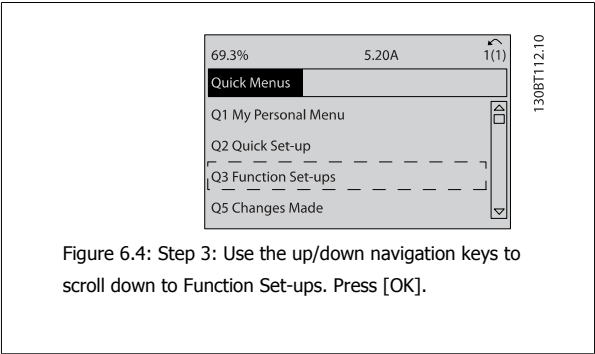 69.3% 5.20A 1(1)
Quick Menus
Q1 My Personal Menu
Q2 Quick Set-up
Q3 Function Set-ups
Q5 Changes Made
130BT112.10
Figure 6.4: Step 3: Use the up/down navigation keys to
scroll down to Function Set-ups. Press [OK].